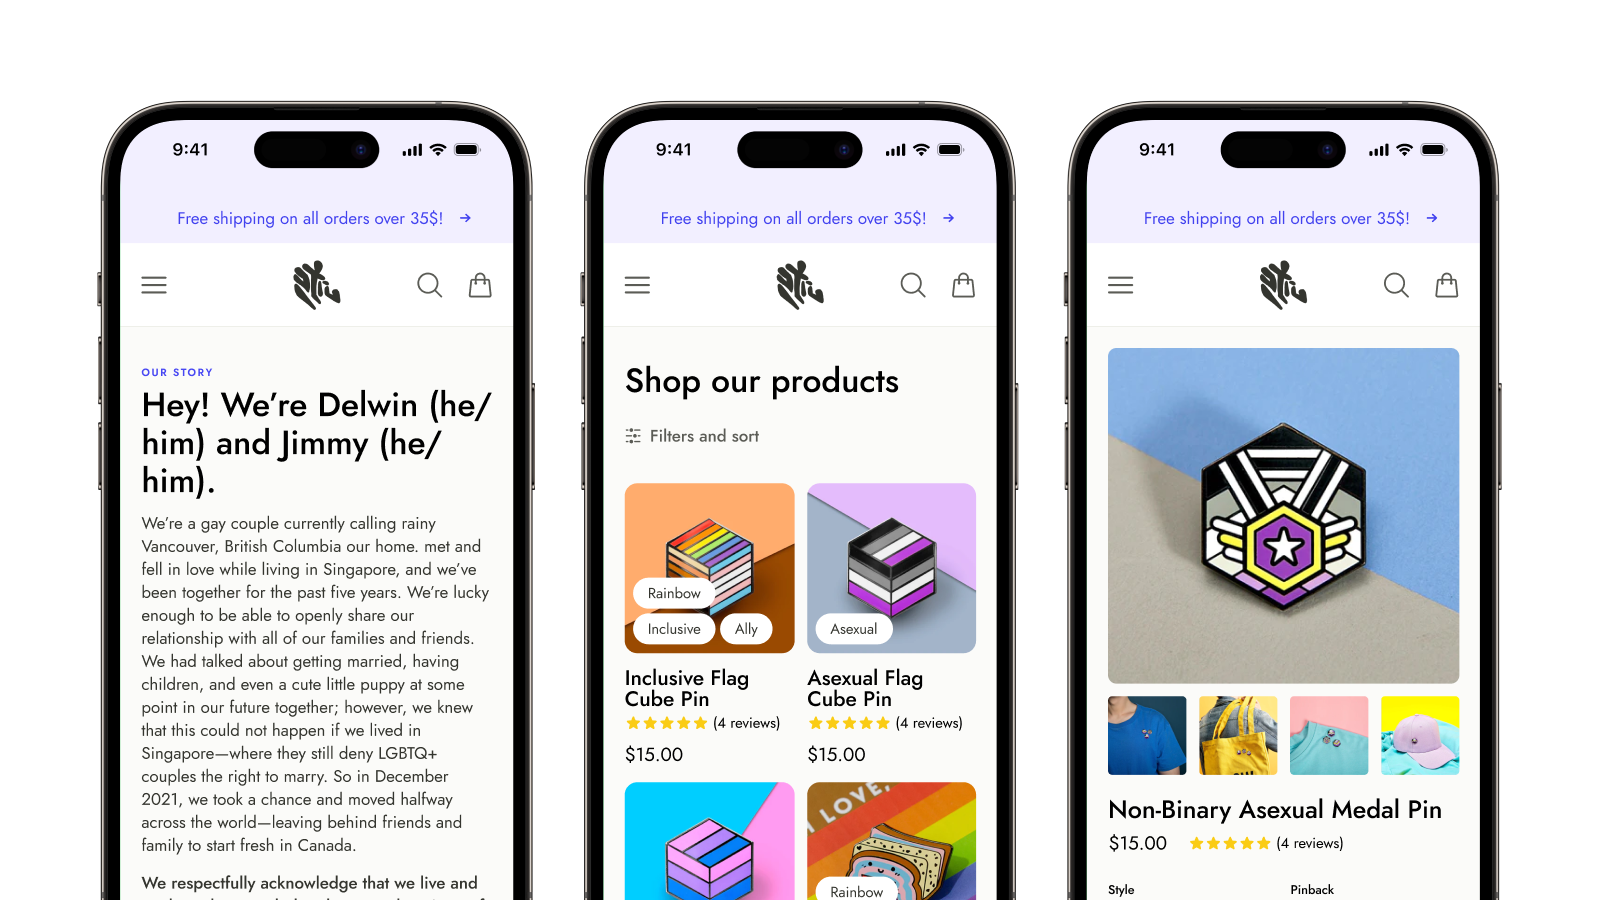 9:41
Free shipping on all orders over 35$! →
OUR STORY
Hey! We’re Delwin (he/
him) and Jimmy (he/
him).
We’re a gay couple currently calling rainy
Vancouver, British Columbia our home. met and
fell in love while living in Singapore, and we’ve
been together for the past five years. We’re lucky
enough to be able to openly share our
relationship with all of our families and friends.
We had talked about getting married, having
children, and even a cute little puppy at some
point in our future together; however, we knew
that this could not happen if we lived in
Singapore—where they still deny LGBTQ+
couples the right to marry. So in December
2021, we took a chance and moved halfway
across the world—leaving behind friends and
family to start fresh in Canada.
We respectfully acknowledge that we live and
9:41
Free shipping on all orders over 35$! →
Shop our products
Filters and sort
Rainbow
Inclusive
Ally
Inclusive Flag
Cube Pin
(4 reviews)
$15.00
Asexual
Asexual Flag
Cube Pin
(4 reviews)
$15.00
I LOVE,
Rainbow
9:41
Free shipping on all orders over 35$! →
Non-Binary Asexual Medal Pin
$15.00
(4 reviews)
Style
Pinback